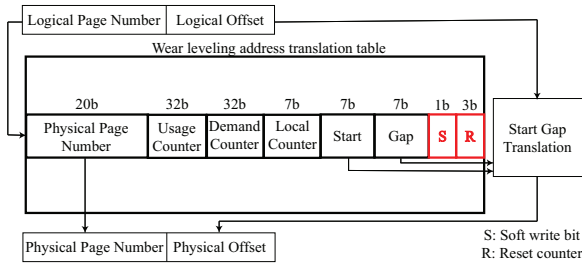 Logical Page Number Logical Offset
Wear leveling address translation table
20b 32b 32b 7b 7b 7b 1b 3b
Physical Page Number
Usage Counter
Demand Counter
Local Counter
Start
Gap
S
R
Start Gap Translation
Physical Page Number Physical Offset
S: Soft write bit
R: Reset counter